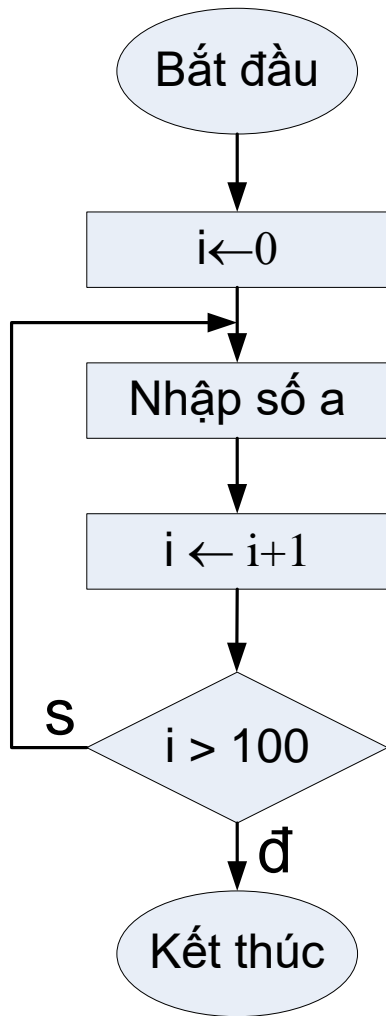 Bắt đầu
i←0
Nhập số a
i ← i+1
i > 100
s
đ
Kết thúc